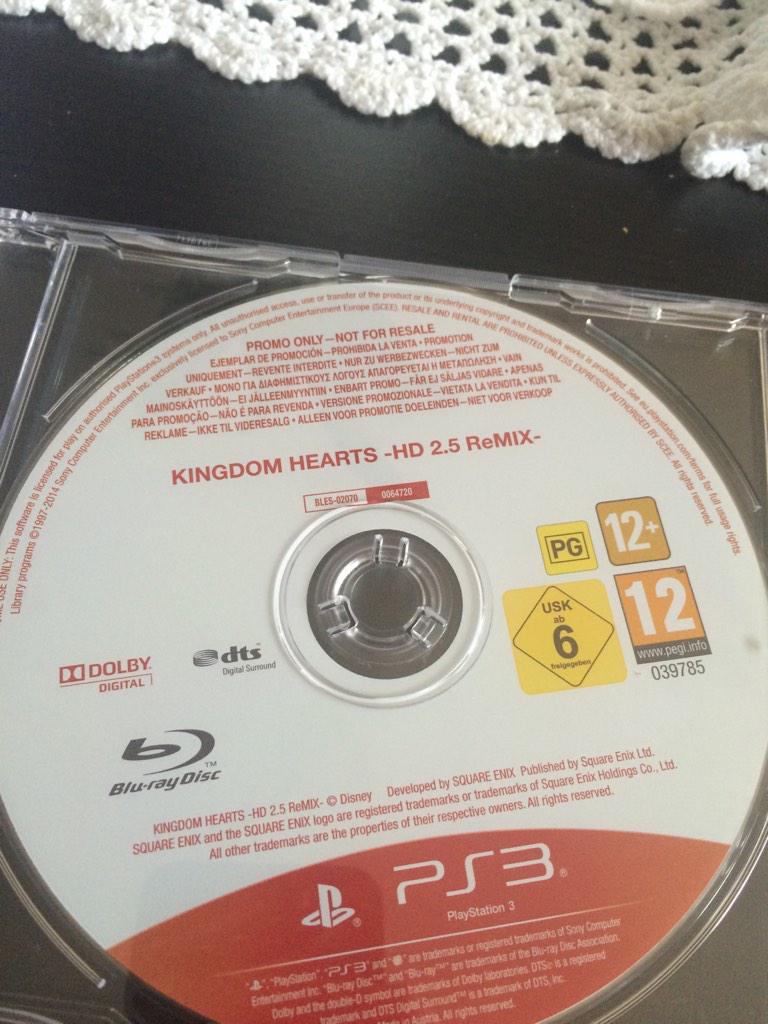 ME USE ONLY: This software is licensed for play on authorised PlayStation®3 systems only. All unauthorised access, use or transfer of the product or its underlying copyright and trademark works is prohibited. See eu.playstation.com/terms for full usage rights.
Library programs ©1997-2014 Sony Computer Entertainment Inc. exclusively licensed to Sony Computer Entertainment Europe (SCEE). RESALE AND RENTAL ARE PROHIBITED UNLESS EXPRESSLY AUTHORISED BY SCEE. All rights reserved.
PROMO ONLY–NOT FOR RESALE
EJEMPLAR DE PROMOCIÓN–PROHIBIDA LA VENTA • PROMOTION
UNIQUEMENT–REVENTE INTERDITE • NUR ZU WERBEZWECKEN–NICHT ZUM
VERKAUF • ΜΟΝΟ ΓΙΑ ΔΙΑΦΗΜΙΣΤΙΚΟΥΣ ΛΟΓΟΥΣ ΑΠΑΓΟΡΕΥΕΤΑΙ Η ΜΕΤΑΠΩΛΗΣΗ • VAIN
MAINOSKÄYTTÖÖN–EI JÄLLEENMYYNTIIN • ENBART PROMO–FÅR EJ SÄLJAS VIDARE • APENAS
PARA PROMOÇÃO–NÃO É PARA REVENDA • VERSIONE PROMOZIONALE–VIETATA LA VENDITA • KUN TIL
REKLAME–IKKE TIL VIDERESALG • ALLEEN VOOR PROMOTIE DOELEINDEN–NIET VOOR VERKOOP
KINGDOM HEARTS -HD 2.5 ReMIX-
BLES-02070 0064720
PG
12+
USK
ab
6
freigegeben
12™
www.pegi.info
039785
DOLBY
DIGITAL
dts™
Digital Surround
Blu-ray Disc™
KINGDOM HEARTS -HD 2.5 ReMIX- © Disney Developed by SQUARE ENIX Published by Square Enix Ltd.
SQUARE ENIX and the SQUARE ENIX logo are registered trademarks or trademarks of Square Enix Holdings Co., Ltd.
All other trademarks are the properties of their respective owners. All rights reserved.
PS3®
PlayStation 3
"PlayStation", "PS3" and " " are trademarks or registered trademarks of Sony Computer
Entertainment Inc. "Blu-ray Disc™" and "Blu-ray™" are trademarks of the Blu-ray Disc Association.
Dolby and the double-D symbol are trademarks of Dolby laboratories. DTS® is a registered
trademark and DTS Digital Surround™ is a trademark of DTS, Inc.
Made in Austria. All rights reserved.